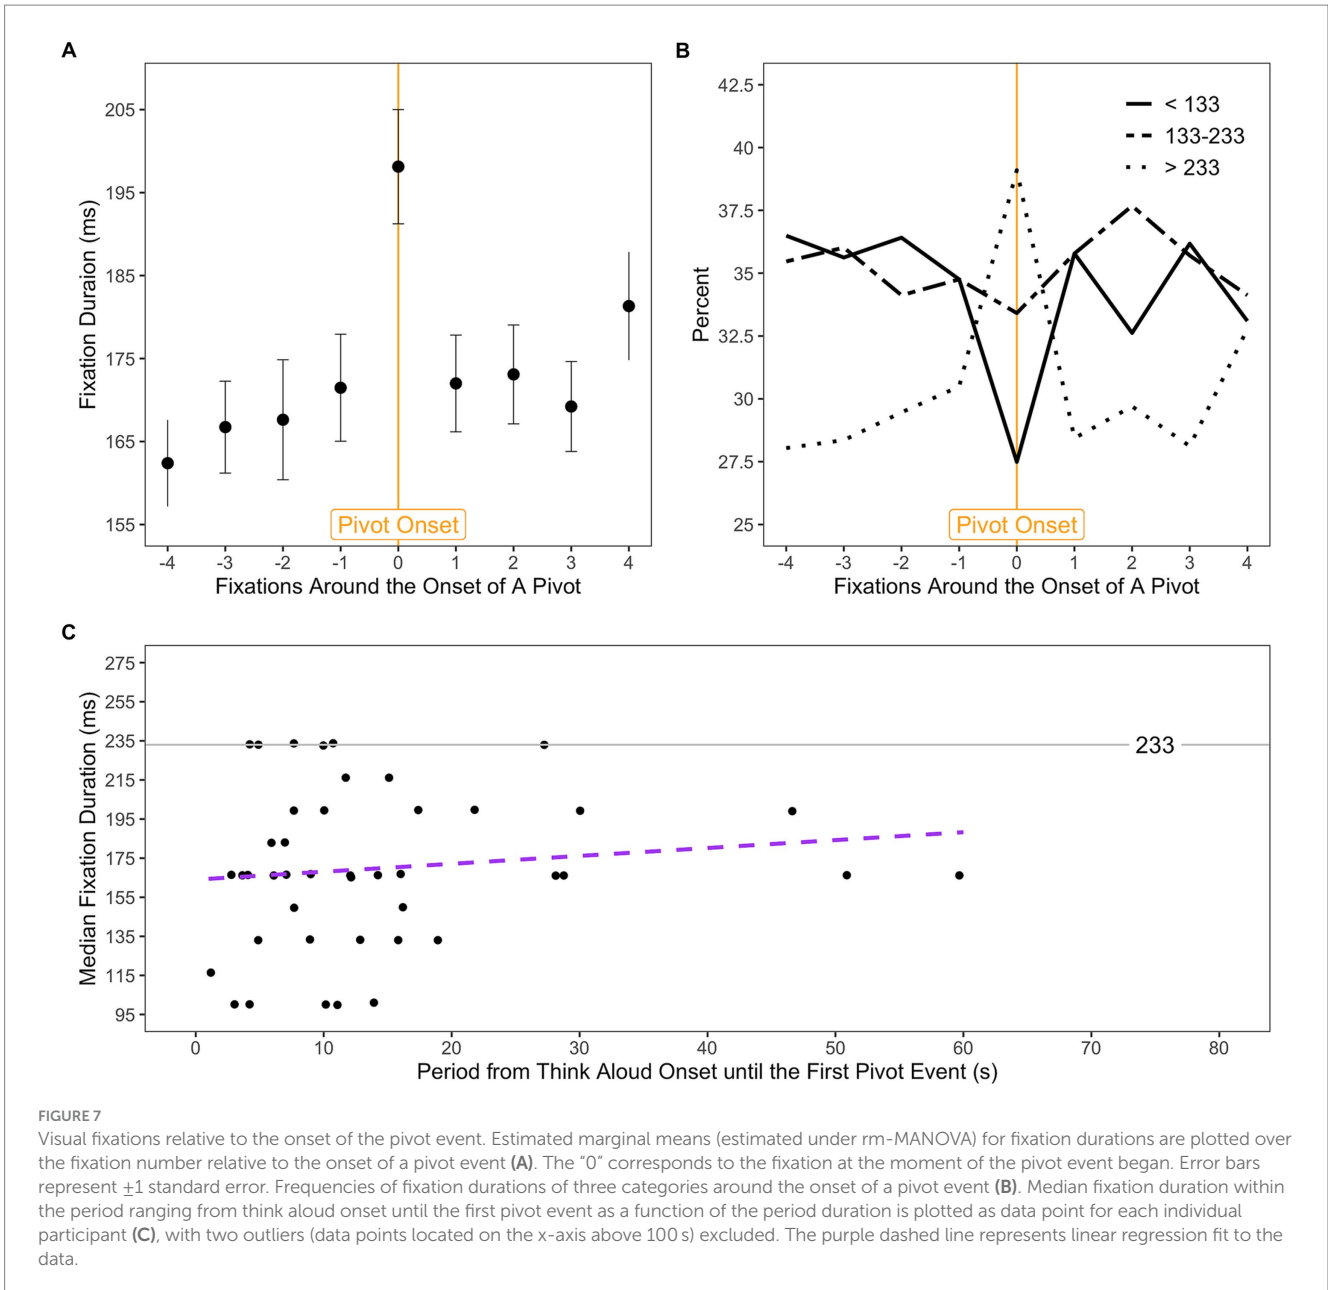 A
B
205
195
185
175
165
155
Fixation Duraion (ms)
Pivot Onset
-4 -3 -2 -1 0 1 2 3 4
Fixations Around the Onset of A Pivot
42.5
40
37.5
35
32.5
30
27.5
25
Percent
< 133
133-233
> 233
Pivot Onset
-4 -3 -2 -1 0 1 2 3 4
Fixations Around the Onset of A Pivot
C
275
255
235
215
195
175
155
135
115
95
Median Fixation Duration (ms)
233
0 10 20 30 40 50 60 70 80
Period from Think Aloud Onset until the First Pivot Event (s)
FIGURE 7
Visual fixations relative to the onset of the pivot event. Estimated marginal means (estimated under rm-MANOVA) for fixation durations are plotted over
the fixation number relative to the onset of a pivot event (A). The “0” corresponds to the fixation at the moment of the pivot event began. Error bars
represent ±1 standard error. Frequencies of fixation durations of three categories around the onset of a pivot event (B). Median fixation duration within
the period ranging from think aloud onset until the first pivot event as a function of the period duration is plotted as data point for each individual
participant (C), with two outliers (data points located on the x-axis above 100 s) excluded. The purple dashed line represents linear regression fit to the
data.